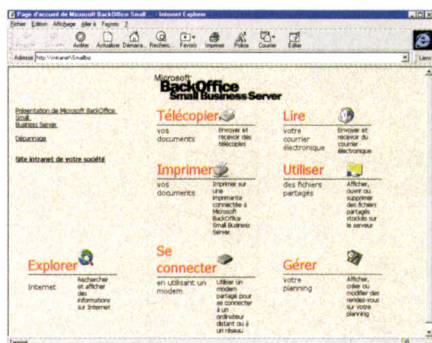 Page d'accueil de Microsoft BackOffice Small ... - Internet Explorer
Fichier Edition Affichage Aller à Favoris ?
Arrêter Actualiser Démarra... Recherc... Favoris Imprimer Police Courrier Editer
Adresse http://intranet/Smallbiz
Liens
Microsoft
BackOffice
Small Business Server
Présentation de Microsoft BackOffice
Small
Business Server
Dépannage
Site intranet de votre société
Télécopier
vos
documents
Envoyer et
recevoir des
télécopies
Lire
votre
courrier
électronique
Envoyer et
recevoir du
courrier
électronique
Imprimer
vos
documents
Imprimer sur
une
imprimante
connectée à
Microsoft
BackOffice
Small Business
Server
Utiliser
des fichiers
partagés
Afficher,
ouvrir ou
supprimer
des fichiers
partagés
stockés sur
le serveur
Explorer
Internet
Rechercher
et afficher
des
informations
sur Internet
Se
connecter
en utilisant un
modem
Utiliser un
modem
partagé pour
se connecter
à un
ordinateur
distant ou à
un réseau
Gérer
votre
planning
Afficher,
créer ou
modifier des
rendez-vous
sur votre
planning